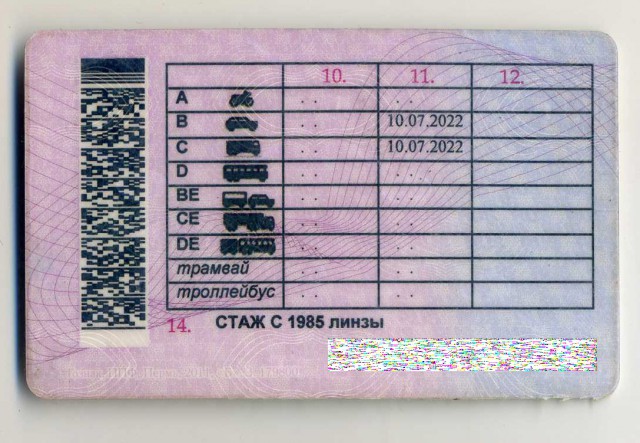 10. 11. 12.
A . . . .
B . . 10.07.2022
C . . 10.07.2022
D . . . .
BE . . . .
CE . . . .
DE . . . .
трамвай . . . .
троллейбус . . . .
14. СТАЖ С 1985 ЛИНЗЫ